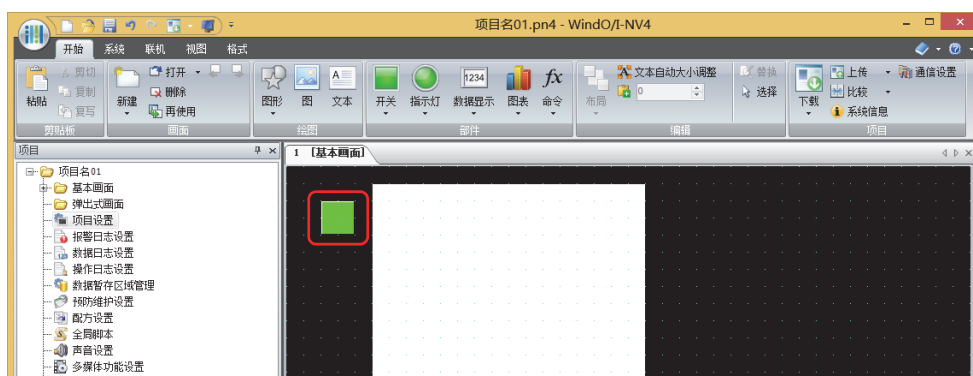 项目名01.pn4 - WindO/I-NV4
开始 系统 联机 视图 格式
粘贴 剪切 复制 复写
新建 打开 删除 再使用
图形 图 文本
开关 指示灯 1234 数据显示 图表 fx 命令
布局 文本自动大小调整 0 替换 选择
下载 上传 比较 系统信息 通信设置
剪贴板 画面 绘图 部件 编辑 项目
项目
1 [基本画面]
项目名01
基本画面
弹出式画面
项目设置
报警日志设置
数据日志设置
操作日志设置
数据暂存区域管理
预防维护设置
配方设置
全局脚本
声音设置
多媒体功能设置